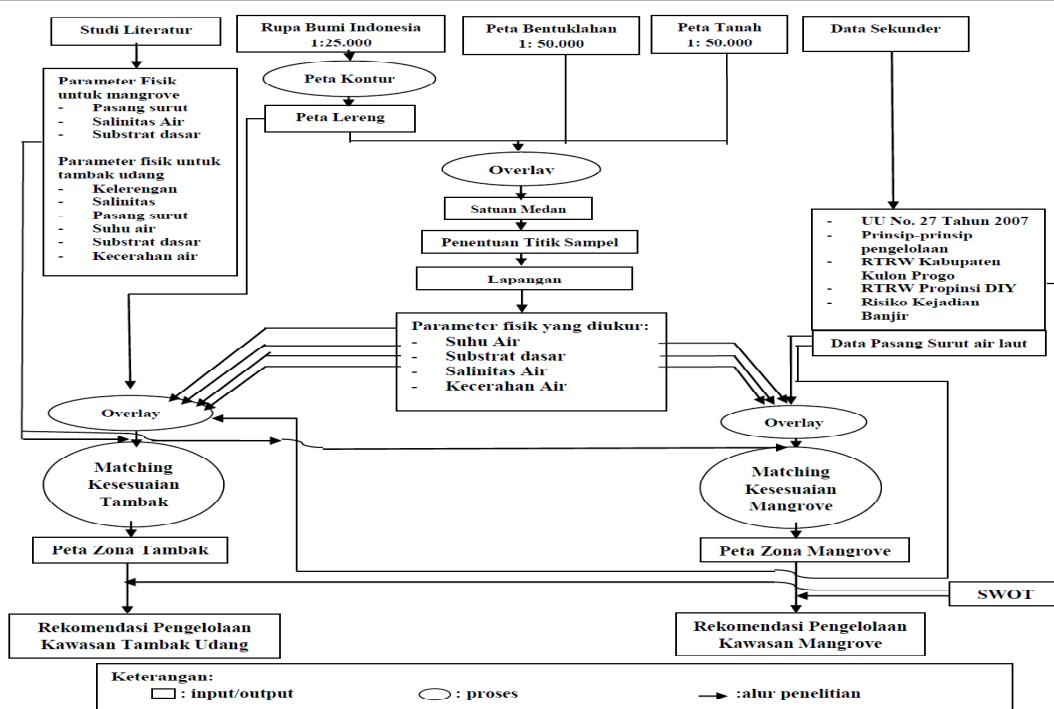 Studi Literatur
Rupa Bumi Indonesia
1:25.000
Peta Bentuklahan
1: 50.000
Peta Tanah
1: 50.000
Data Sekunder
Parameter Fisik
untuk mangrove
- Pasang surut
- Salinitas Air
- Substrat dasar
Parameter fisik untuk
tambak udang
- Kelerengan
- Salinitas
- Pasang surut
- Suhu air
- Substrat dasar
- Kecerahan air
Peta Kontur
Peta Lereng
Overlay
Satuan Medan
Penentuan Titik Sampel
Lapangan
Parameter fisik yang diukur:
- Suhu Air
- Substrat dasar
- Salinitas Air
- Kecerahan Air
- UU No. 27 Tahun 2007
- Prinsip-prinsip
pengelolaan
- RTRW Kabupaten
Kulon Progo
- RTRW Propinsi DIY
- Risiko Kejadian
Banjir
Data Pasang Surut air laut
Overlay
Overlay
Matching
Kesesuaian
Tambak
Matching
Kesesuaian
Mangrove
Peta Zona Tambak
Peta Zona Mangrove
SWOT
Rekomendasi Pengelolaan
Kawasan Tambak Udang
Rekomendasi Pengelolaan
Kawasan Mangrove
Keterangan:
: input/output
: proses
:alur penelitian